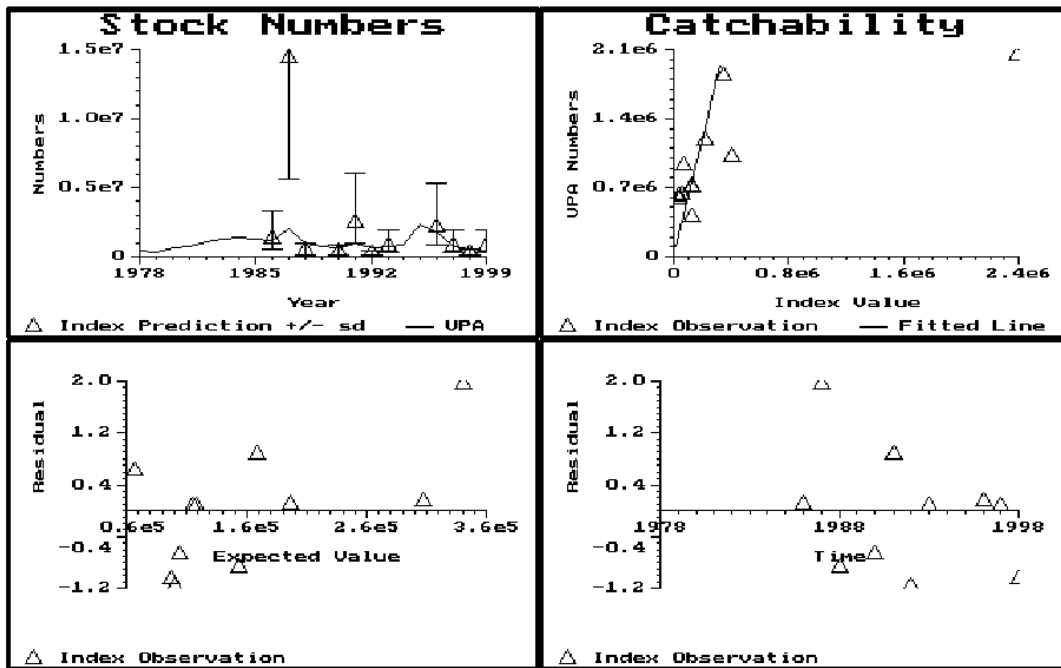 Stock Numbers
1.5e7
1.0e7
0.5e7
0
Numbers
1978
1985
1992
1999
Year
Index Prediction +/- sd
UPA
Catchability
2.1e6
1.4e6
0.7e6
0
UPA Numbers
0
0.8e6
1.6e6
2.4e6
Index Value
Index Observation
Fitted Line
2.0
1.2
0.4
-0.4
-1.2
Residual
0.6e5
1.6e5
2.6e5
3.6e5
Expected Value
Index Observation
2.0
1.2
0.4
-0.4
-1.2
Residual
1978
1988
1998
Time
Index Observation